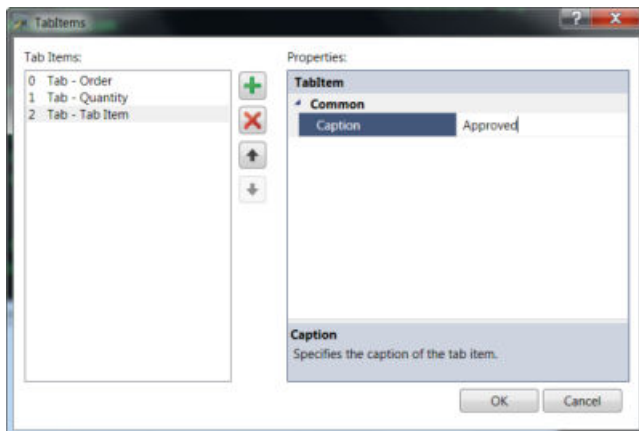 TabItems
Tab Items:
0 Tab - Order
1 Tab - Quantity
2 Tab - Tab Item
Properties:
TabItem
Common
Caption Approved
Caption
Specifies the caption of the tab item.
OK Cancel